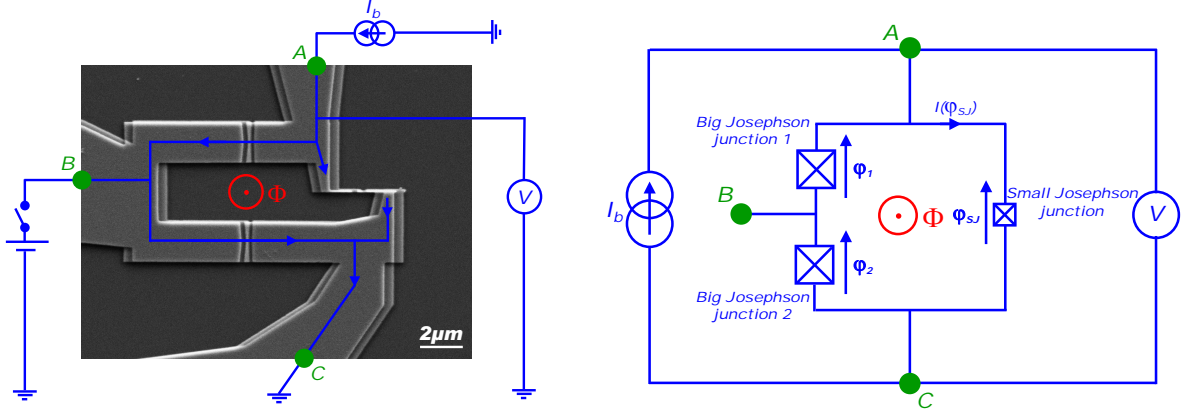 I_b
A
B
Φ
V
2µm
C
A
I(φ_SJ)
Big Josephson
junction 1
φ_1
B
I_b
Φ
φ_SJ
Small Josephson
junction
V
φ_2
Big Josephson
junction 2
C